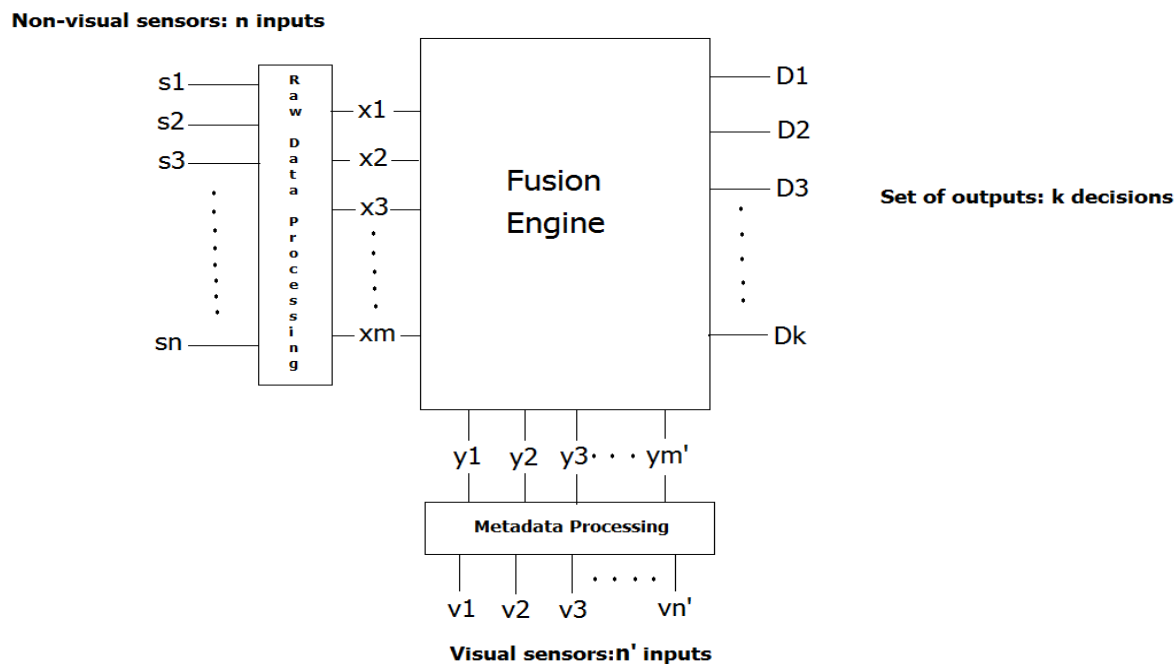 Non-visual sensors: n inputs
s1
s2
s3
sn
Raw Data Processsing
x1
x2
x3
xm
Fusion
Engine
D1
D2
D3
Dk
Set of outputs: k decisions
y1 y2 y3 ym'
Metadata Processing
v1 v2 v3 vn'
Visual sensors:n' inputs